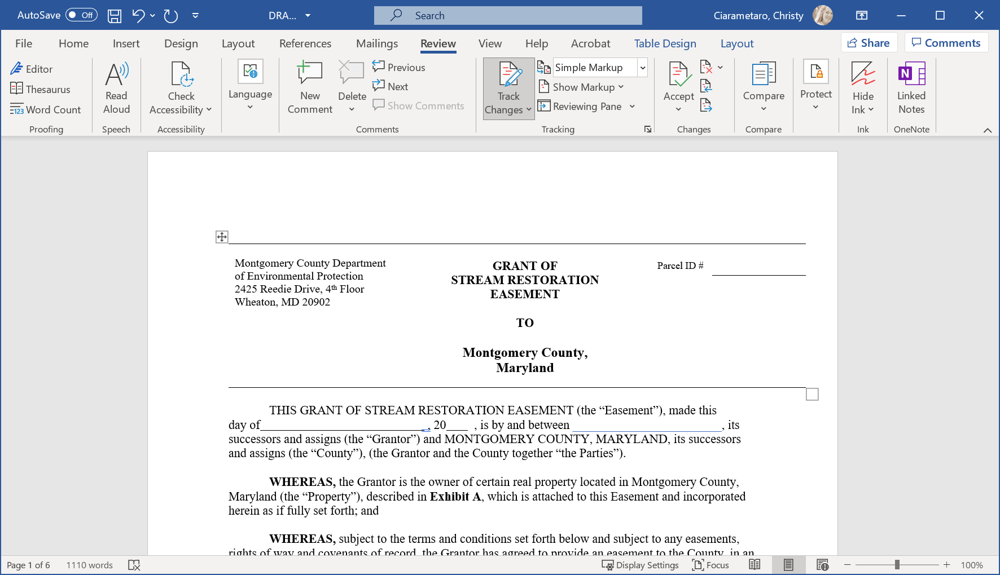 AutoSave Off DRA... Search Ciarametaro, Christy
File Home Insert Design Layout References Mailings Review View Help Acrobat Table Design Layout Share Comments
Editor
Thesaurus
123 Word Count
Proofing
A
Read
Aloud
Speech
Check
Accessibility
Accessibility
Language
New
Comment
Delete
Previous
Next
Show Comments
Comments
Track
Changes
Simple Markup
Show Markup
Reviewing Pane
Tracking
Accept
Changes
Compare
Compare
Protect
Hide
Ink
Ink
N
Linked
Notes
OneNote
Montgomery County Department
of Environmental Protection
2425 Reedie Drive, 4th Floor
Wheaton, MD 20902
GRANT OF
STREAM RESTORATION
EASEMENT
TO
Montgomery County,
Maryland
Parcel ID #
THIS GRANT OF STREAM RESTORATION EASEMENT (the “Easement”), made this
day of__________________________, 20____ , is by and between ________________________, its
successors and assigns (the “Grantor”) and MONTGOMERY COUNTY, MARYLAND, its successors
and assigns (the “County”), (the Grantor and the County together “the Parties”).
WHEREAS, the Grantor is the owner of certain real property located in Montgomery County,
Maryland (the “Property”), described in Exhibit A, which is attached to this Easement and incorporated
herein as if fully set forth; and
WHEREAS, subject to the terms and conditions set forth below and subject to any easements,
rights of way and covenants of record, the Grantor has agreed to provide an easement to the County, in an
Page 1 of 6 1110 words Display Settings Focus 100%